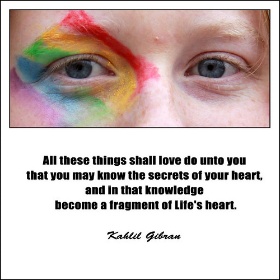 All these things shall love do unto you
that you may know the secrets of your heart,
and in that knowledge
become a fragment of Life's heart.
Kahlil Gibran